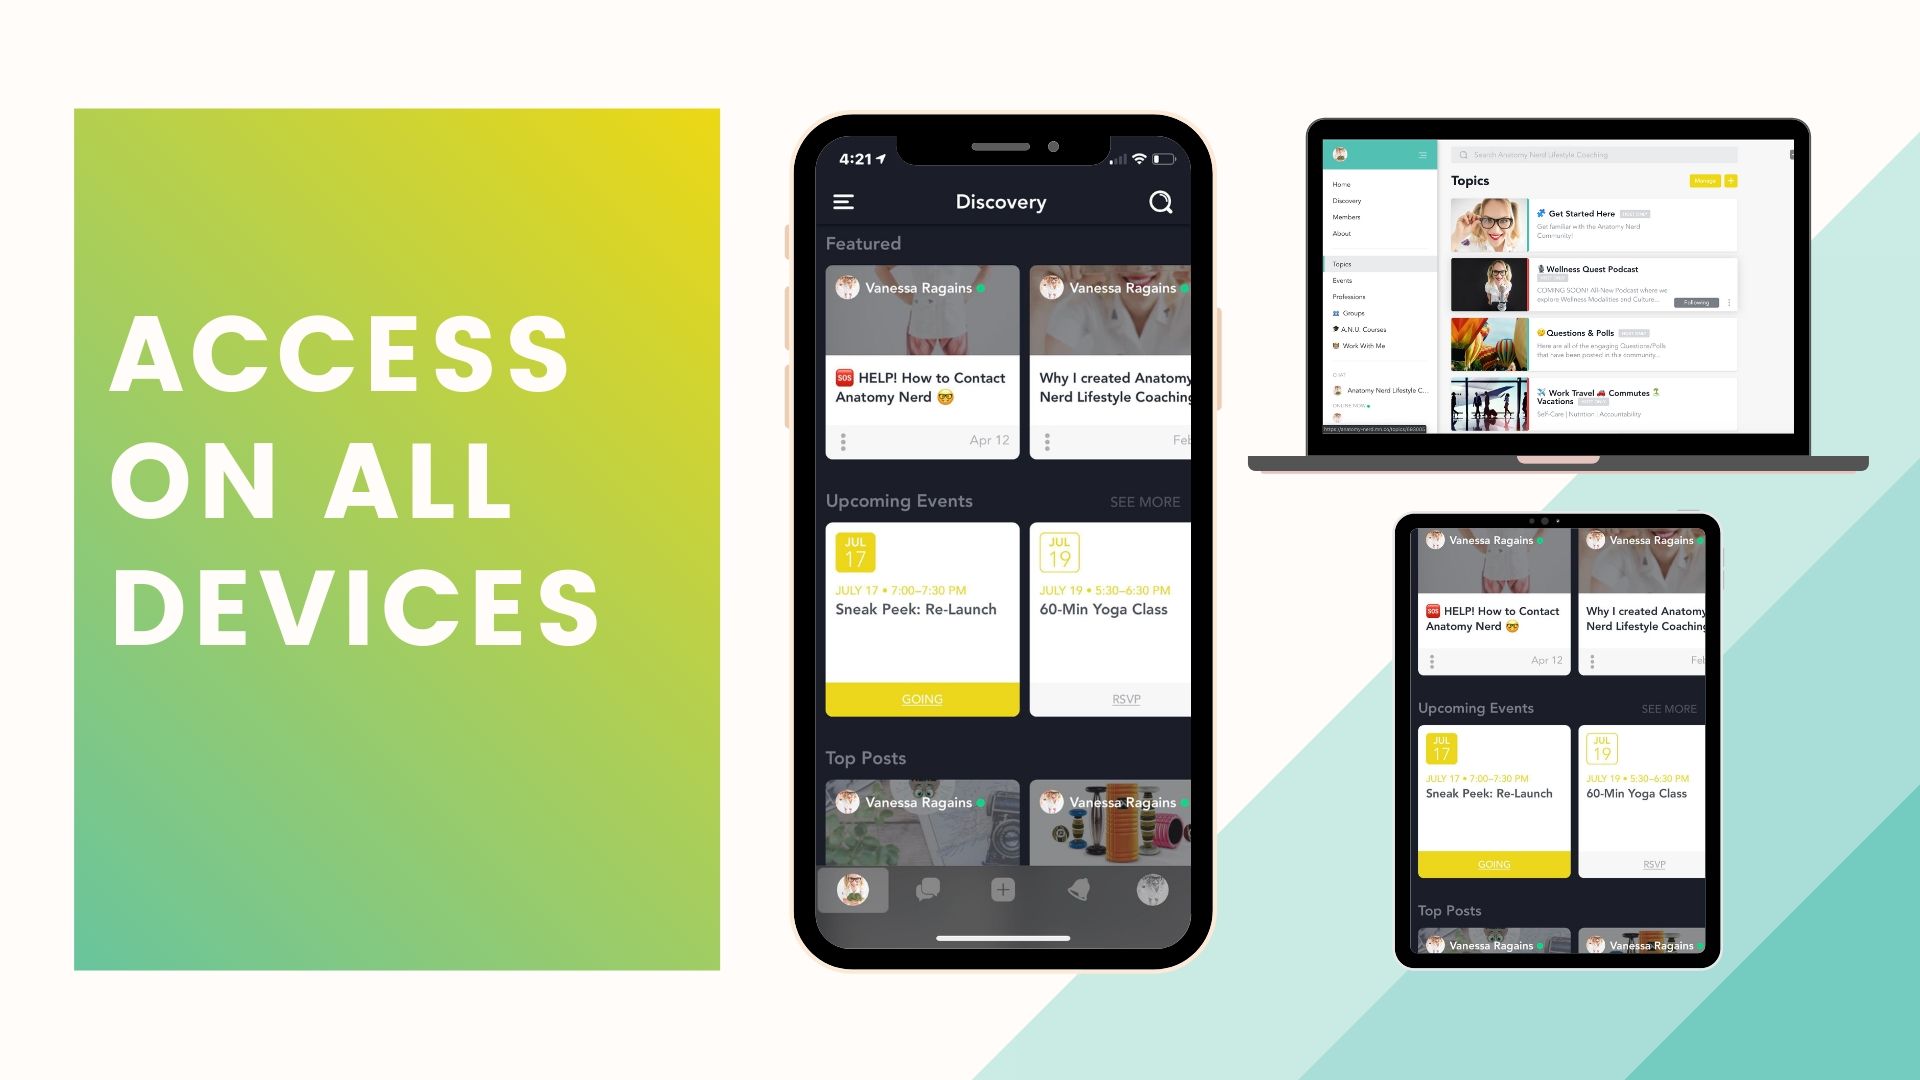 ACCESS
ON ALL
DEVICES
4:21
Discovery
Featured
Vanessa Ragains
Vanessa Ragains
🆘 HELP! How to Contact
Anatomy Nerd 🤓
Why I created Anatomy
Nerd Lifestyle Coaching
Apr 12
Feb
Upcoming Events
SEE MORE
JUL
17
JUL
19
JULY 17 • 7:00–7:30 PM
Sneak Peek: Re-Launch
JULY 19 • 5:30–6:30 PM
60-Min Yoga Class
GOING
RSVP
Top Posts
Vanessa Ragains
Vanessa Ragains
Search Anatomy Nerd Lifestyle Coaching
Home
Discovery
Members
About
Topics
Events
Professions
Groups
A.N.U. Courses
Work With Me
CHAT
Anatomy Nerd Lifestyle C...
ONLINE NOW
https://anatomy-nerd.mn.co/topics/
Topics
Manage
Get Started Here
Get familiar with the Anatomy Nerd
Community!
Wellness Quest Podcast
COMING SOON! All-New Podcast where we
explore Wellness Modalities and Culture...
Following
Questions & Polls
Here are all of the engaging Questions/Polls
that have been posted in this community...
Work Travel 🚗 Commutes
Vacations
Self-Care | Nutrition | Accountability
Vanessa Ragains
Vanessa Ragains
🆘 HELP! How to Contact
Anatomy Nerd 🤓
Why I created Anatomy
Nerd Lifestyle Coaching
Apr 12
Feb
Upcoming Events
SEE MORE
JUL
17
JUL
19
JULY 17 • 7:00–7:30 PM
Sneak Peek: Re-Launch
JULY 19 • 5:30–6:30 PM
60-Min Yoga Class
GOING
RSVP
Top Posts
Vanessa Ragains
Vanessa Ragains